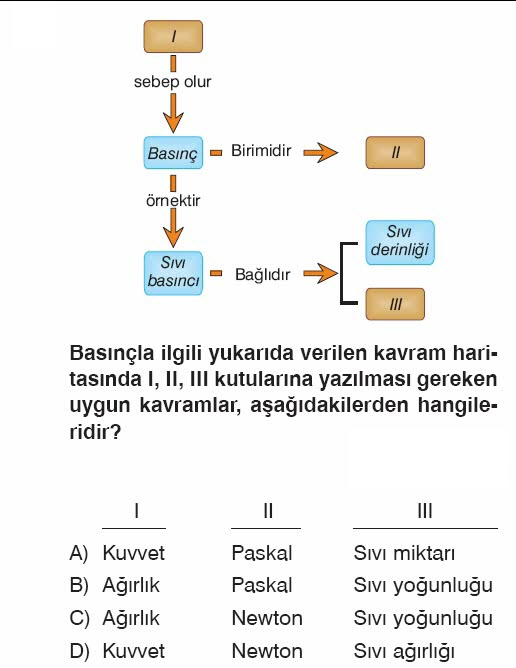 I
sebep olur
Basınç
Birimidir
II
örnektir
Sıvı
derinliği
Sıvı
basıncı
Bağlıdır
III
Basınçla ilgili yukarıda verilen kavram hari-
tasında I, II, III kutularına yazılması gereken
uygun kavramlar, aşağıdakilerden hangile-
ridir?
I II III
A) Kuvvet Paskal Sıvı miktarı
B) Ağırlık Paskal Sıvı yoğunluğu
C) Ağırlık Newton Sıvı yoğunluğu
D) Kuvvet Newton Sıvı ağırlığı